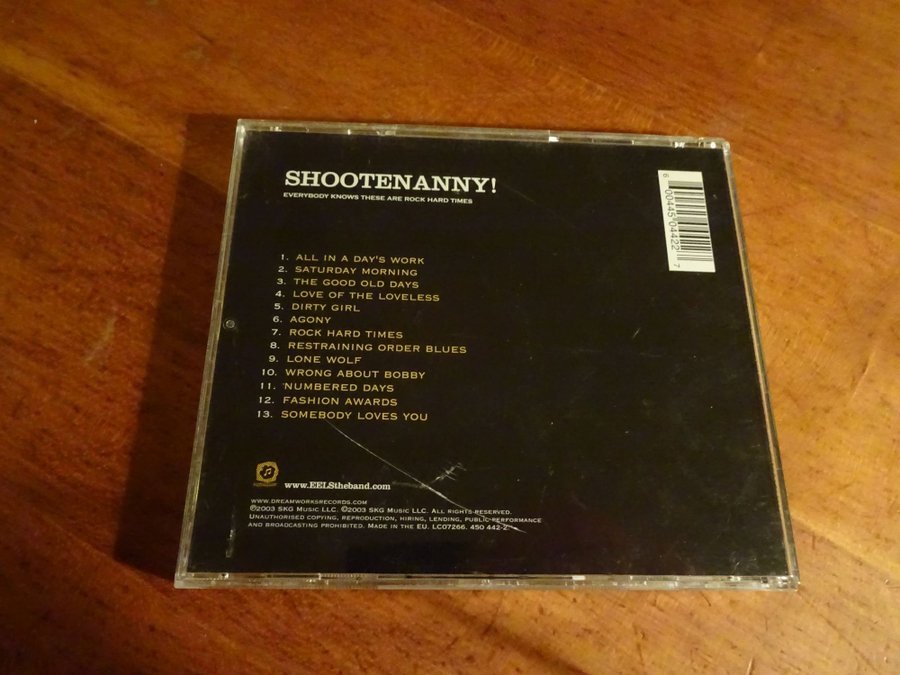 SHOOTENANNY!
EVERYBODY KNOWS THESE ARE ROCK HARD TIMES
6 00445 04422 7
1. ALL IN A DAY'S WORK
2. SATURDAY MORNING
3. THE GOOD OLD DAYS
4. LOVE OF THE LOVELESS
5. DIRTY GIRL
6. AGONY
7. ROCK HARD TIMES
8. RESTRAINING ORDER BLUES
9. LONE WOLF
10. WRONG ABOUT BOBBY
11. NUMBERED DAYS
12. FASHION AWARDS
13. SOMEBODY LOVES YOU
www.EELStheband.com
WWW.DREAMWORKSRECORDS.COM
℗2003 SKG MUSIC LLC. ©2003 SKG MUSIC LLC. ALL RIGHTS RESERVED.
UNAUTHORISED COPYING, REPRODUCTION, HIRING, LENDING, PUBLIC PERFORMANCE
AND BROADCASTING PROHIBITED. MADE IN THE EU. LC07266. 450 442-2.